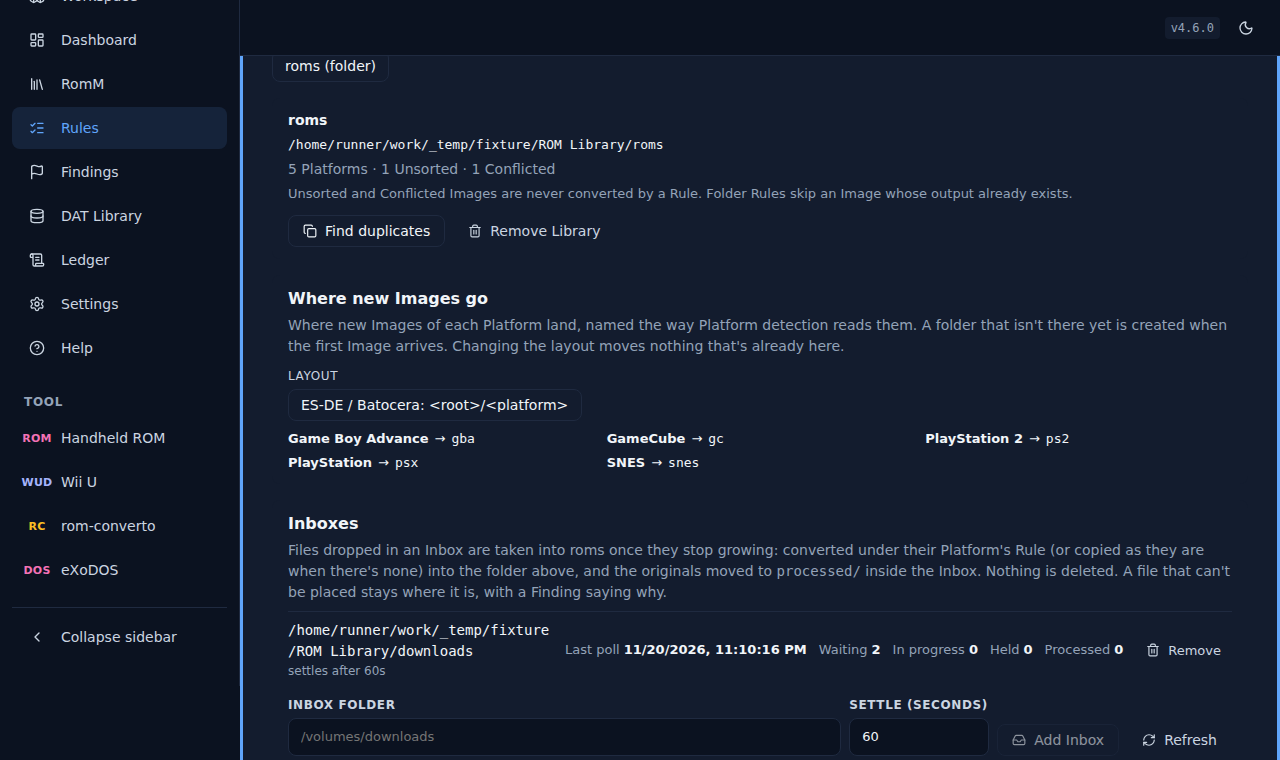 Workspace
Dashboard
RomM
Rules
Findings
DAT Library
Ledger
Settings
Help
TOOL
ROM Handheld ROM
WUD Wii U
RC rom-converto
DOS eXoDOS
Collapse sidebar
v4.6.0
roms (folder)
roms
/home/runner/work/_temp/fixture/ROM Library/roms
5 Platforms · 1 Unsorted · 1 Conflicted
Unsorted and Conflicted Images are never converted by a Rule. Folder Rules skip an Image whose output already exists.
Find duplicates
Remove Library
Where new Images go
Where new Images of each Platform land, named the way Platform detection reads them. A folder that isn't there yet is created when
the first Image arrives. Changing the layout moves nothing that's already here.
LAYOUT
ES-DE / Batocera: <root>/<platform>
Game Boy Advance → gba
GameCube → gc
PlayStation 2 → ps2
PlayStation → psx
SNES → snes
Inboxes
Files dropped in an Inbox are taken into roms once they stop growing: converted under their Platform's Rule (or copied as they are
when there's none) into the folder above, and the originals moved to processed/ inside the Inbox. Nothing is deleted. A file that can't
be placed stays where it is, with a Finding saying why.
/home/runner/work/_temp/fixture
/ROM Library/downloads
settles after 60s
Last poll 11/20/2026, 11:10:16 PM Waiting 2 In progress 0 Held 0 Processed 0
Remove
INBOX FOLDER
/volumes/downloads
SETTLE (SECONDS)
60
Add Inbox
Refresh